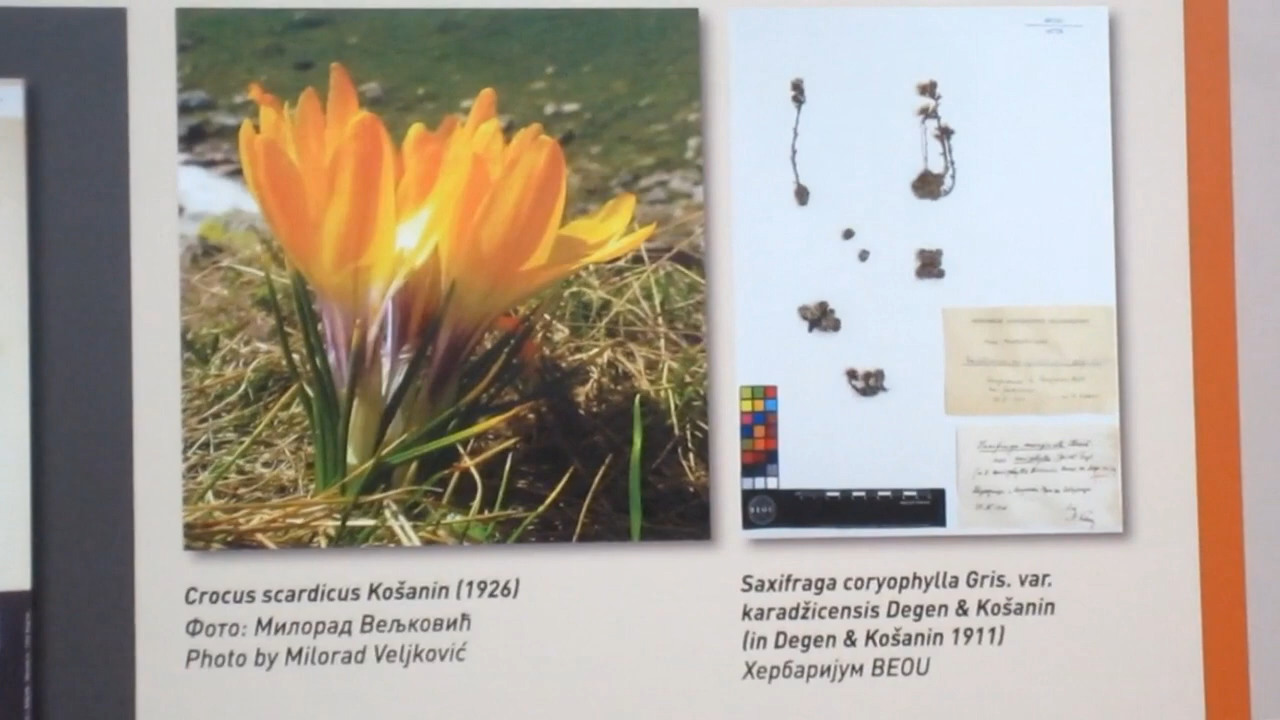 Crocus scardicus Košanin (1926)
Фото: Милорад Вељковић
Photo by Milorad Veljković
BEOU
Saxifraga coryophylla Gris. var.
karadžicensis Degen & Košanin
(in Degen & Košanin 1911)
Хербаријум BEOU